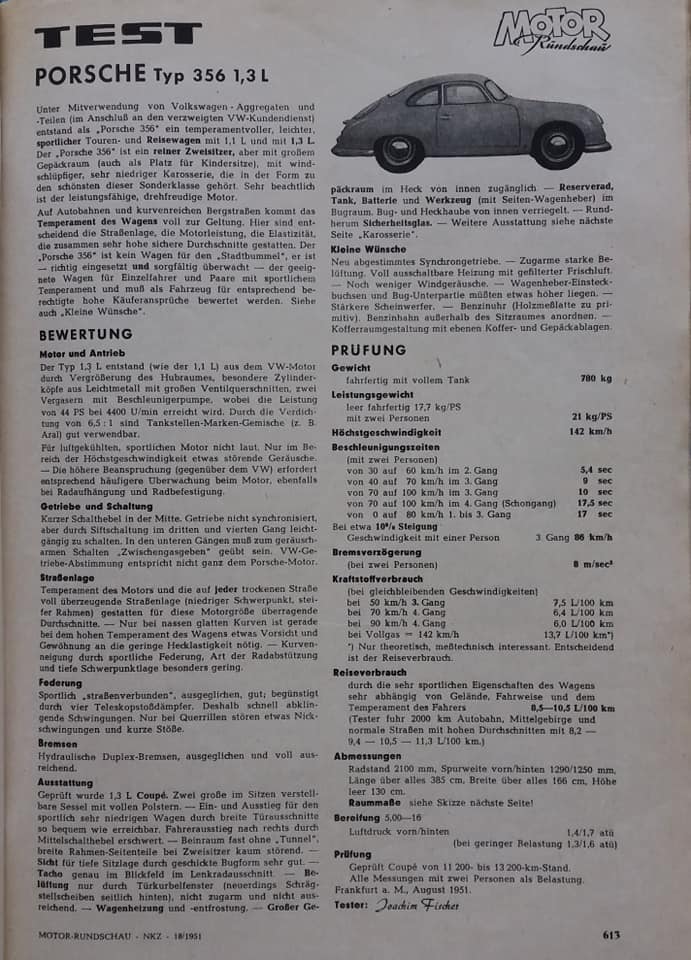 TEST
PORSCHE Typ 356 1,3 L
Unter Mitverwendung von Volkswagen-Aggregaten und
-Teilen (im Anschluß an den verzweigten VW-Kundendienst)
entstand als „Porsche 356" ein temperamentvoller, leichter,
sportlicher Touren- und Reisewagen mit 1,1 L und mit 1,3 L.
Der „Porsche 356" ist ein reiner Zweisitzer, aber mit großem
Gepäckraum (auch als Platz für Kindersitze), mit wind-
schlüpfiger, sehr niedriger Karosserie, die in der Form zu
den schönsten dieser Sonderklasse gehört. Sehr beachtlich
ist der leistungsfähige, drehfreudige Motor.
Auf Autobahnen und kurvenreichen Bergstraßen kommt das
Temperament des Wagens voll zur Geltung. Hier sind ent-
scheidend die Straßenlage, die Motorleistung, die Elastizität,
die zusammen sehr hohe sichere Durchschnitte gestatten. Der
„Porsche 356" ist kein Wagen für den „Stadtbummel", er ist
— richtig eingesetzt und sorgfältig überwacht — der geeig-
nete Wagen für Einzelfahrer und Paare mit sportlichem
Temperament und muß als Fahrzeug für entsprechend be-
rechtigte hohe Käuferansprüche bewertet werden. Siehe
auch „Kleine Wünsche".
BEWERTUNG
Motor und Antrieb
Der Typ 1,3 L entstand (wie der 1,1 L) aus dem VW-Motor
durch Vergrößerung des Hubraumes, besondere Zylinder-
köpfe aus Leichtmetall mit großen Ventilquerschnitten, zwei
Vergasern mit Beschleunigerpumpe, wobei die Leistung
von 44 PS bei 4400 U/min erreicht wird. Durch die Verdich-
tung von 6,5 : 1 sind Tankstellen-Marken-Gemische (z. B.
Aral) gut verwendbar.
Für luftgekühlten, sportlichen Motor nicht laut. Nur im Be-
reich der Höchstgeschwindigkeit etwas störende Geräusche.
— Die höhere Beanspruchung (gegenüber dem VW) erfordert
entsprechend häufigere Überwachung beim Motor, ebenfalls
bei Radaufhängung und Radbefestigung.
Getriebe und Schaltung
Kurzer Schalthebel in der Mitte. Getriebe nicht synchronisiert,
aber durch Siftschaltung im dritten und vierten Gang leicht-
gängig zu schalten. In den unteren Gängen muß zum geräusch-
armen Schalten „Zwischengasgeben" geübt sein. VW-Ge-
triebe-Abstimmung entspricht nicht ganz dem Porsche-Motor.
Straßenlage
Temperament des Motors und die auf jeder trockenen Straße
voll überzeugende Straßenlage (niedriger Schwerpunkt, stei-
fer Rahmen) gestatten für diese Motorgröße überragende
Durchschnitte. — Nur bei nassen glatten Kurven ist gerade
bei dem hohen Temperament des Wagens etwas Vorsicht und
Gewöhnung an die geringe Hecklastigkeit nötig. — Kurven-
neigung durch sportliche Federung, Art der Radabstützung
und tiefe Schwerpunktlage besonders gering.
Federung
Sportlich „straßenverbunden", ausgeglichen, gut; begünstigt
durch vier Teleskopstoßdämpfer. Deshalb schnell abklin-
gende Schwingungen. Nur bei Querrillen stören etwas Nick-
schwingungen und kurze Stöße.
Bremsen
Hydraulische Duplex-Bremsen, ausgeglichen und voll aus-
reichend.
Ausstattung
Geprüft wurde 1,3 L Coupé. Zwei große im Sitzen verstell-
bare Sessel mit vollen Polstern. — Ein- und Ausstieg für den
sportlich sehr niedrigen Wagen durch breite Türausschnitte
so bequem wie erreichbar. Fahrerausstieg nach rechts durch
Mittelschalthebel erschwert. — Beinraum fast ohne „Tunnel",
breite Rahmen-Seitenteile bei Zweisitzer kaum störend. —
Sicht für tiefe Sitzlage durch geschickte Bugform sehr gut. —
Tacho genau im Blickfeld im Lenkradausschnitt. — Be-
lüftung nur durch Türkurbelfenster (neuerdings Schräg-
stellscheiben seitlich hinten), nicht zugarm und nicht aus-
reichend. — Wagenheizung und -entfrostung. — Großer Ge-
MOTOR
Rundschau
päckraum im Heck von innen zugänglich — Reserverad,
Tank, Batterie und Werkzeug (mit Seiten-Wagenheber) im
Bugraum. Bug- und Heckhaube von innen verriegelt. — Rund-
herum Sicherheitsglas. — Weitere Ausstattung siehe nächste
Seite „Karosserie".
Kleine Wünsche
Neu abgestimmtes Synchrongetriebe. — Zugarme starke Be-
lüftung. Voll ausschaltbare Heizung mit gefilterter Frischluft.
— Noch weniger Windgeräusche. — Wagenheber-Einsteck-
buchsen und Bug-Unterpartie müßten etwas höher liegen. —
Stärkere Scheinwerfer. — Benzinuhr (Holzmeßlatte zu pri-
mitiv). Benzinhahn außerhalb des Sitzraumes anordnen. —
Kofferraumgestaltung mit ebenen Koffer- und Gepäckablagen.
PRÜFUNG
Gewicht
fahrfertig mit vollem Tank 780 kg
Leistungsgewicht
leer fahrfertig 17,7 kg/PS
mit zwei Personen 21 kg/PS
Höchstgeschwindigkeit 142 km/h
Beschleunigungszeiten
(mit zwei Personen)
von 30 auf 60 km/h im 2. Gang 5,4 sec
von 40 auf 70 km/h im 3. Gang 9 sec
von 70 auf 100 km/h im 3. Gang 10 sec
von 70 auf 100 km/h im 4. Gang (Schongang) 17,5 sec
von 0 auf 80 km/h 1. bis 3. Gang 17 sec
Bei etwa 10% Steigung
Geschwindigkeit mit einer Person 3. Gang 86 km/h
Bremsverzögerung
(bei zwei Personen) 8 m/sec²
Kraftstoffverbrauch
(bei gleichbleibenden Geschwindigkeiten)
bei 50 km/h 3. Gang 7,5 L/100 km
bei 70 km/h 4. Gang 6,4 L/100 km
bei 90 km/h 4. Gang 6,0 L/100 km
bei Vollgas = 142 km/h 13,7 L/100 km*)
*) Nur theoretisch, meßtechnisch interessant. Entscheidend
ist der Reiseverbrauch.
Reiseverbrauch
durch die sehr sportlichen Eigenschaften des Wagens
sehr abhängig von Gelände, Fahrweise und dem
Temperament des Fahrers 8,5—10,5 L/100 km
(Tester fuhr 2000 km Autobahn, Mittelgebirge und
normale Straßen mit hohen Durchschnitten mit 8,2 —
9,4 — 10,5 — 11,3 L/100 km.)
Abmessungen
Radstand 2100 mm, Spurweite vorn/hinten 1290/1250 mm,
Länge über alles 385 cm, Breite über alles 166 cm, Höhe
leer 130 cm.
Raummaße siehe Skizze nächste Seite!
Bereifung 5,00—16
Luftdruck vorn/hinten 1,4/1,7 atü
(bei geringer Belastung 1,3/1,6 atü)
Prüfung
Geprüft Coupé von 11 200- bis 13 200-km-Stand.
Alle Messungen mit zwei Personen als Belastung.
Frankfurt a. M., August 1951.
Tester: Joachim Fischer
MOTOR-RUNDSCHAU - NKZ - 18/1951
613